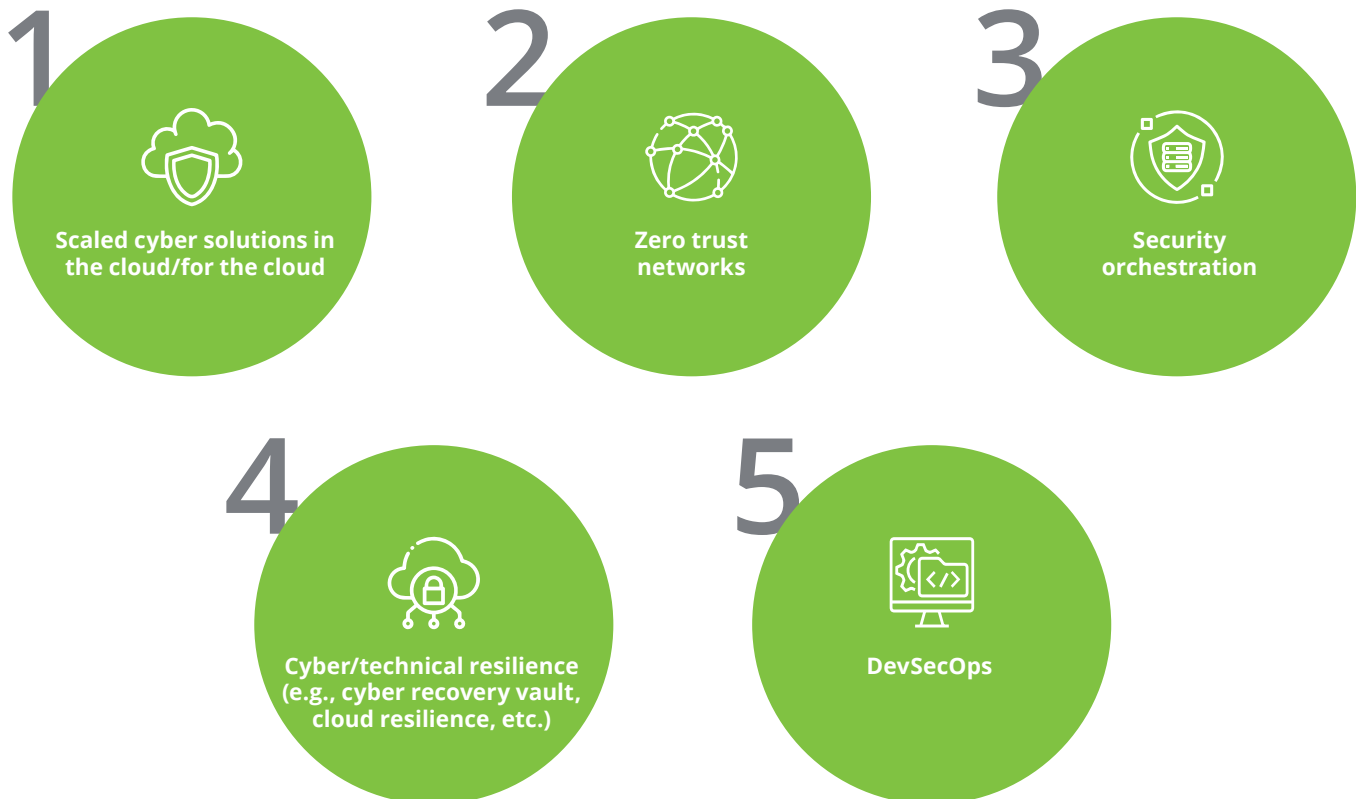 1
Scaled cyber solutions in
the cloud/for the cloud
2
Zero trust
networks
3
Security
orchestration
4
Cyber/technical resilience
(e.g., cyber recovery vault,
cloud resilience, etc.)
5
DevSecOps